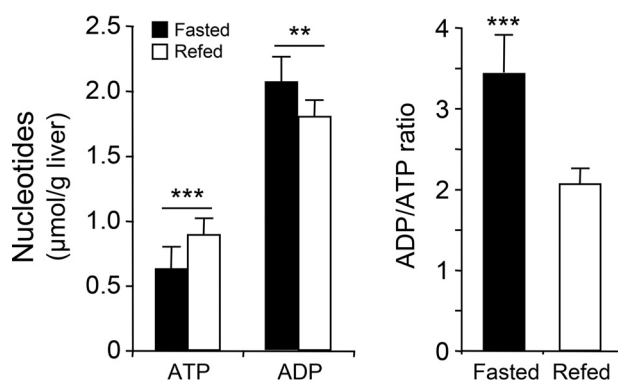 Nucleotides
(μmol/g liver)
2.5
2.0
1.5
1.0
0.5
0
Fasted
Refed
***
**
ATP
ADP
ADP/ATP ratio
4
3
2
1
0
***
Fasted
Refed